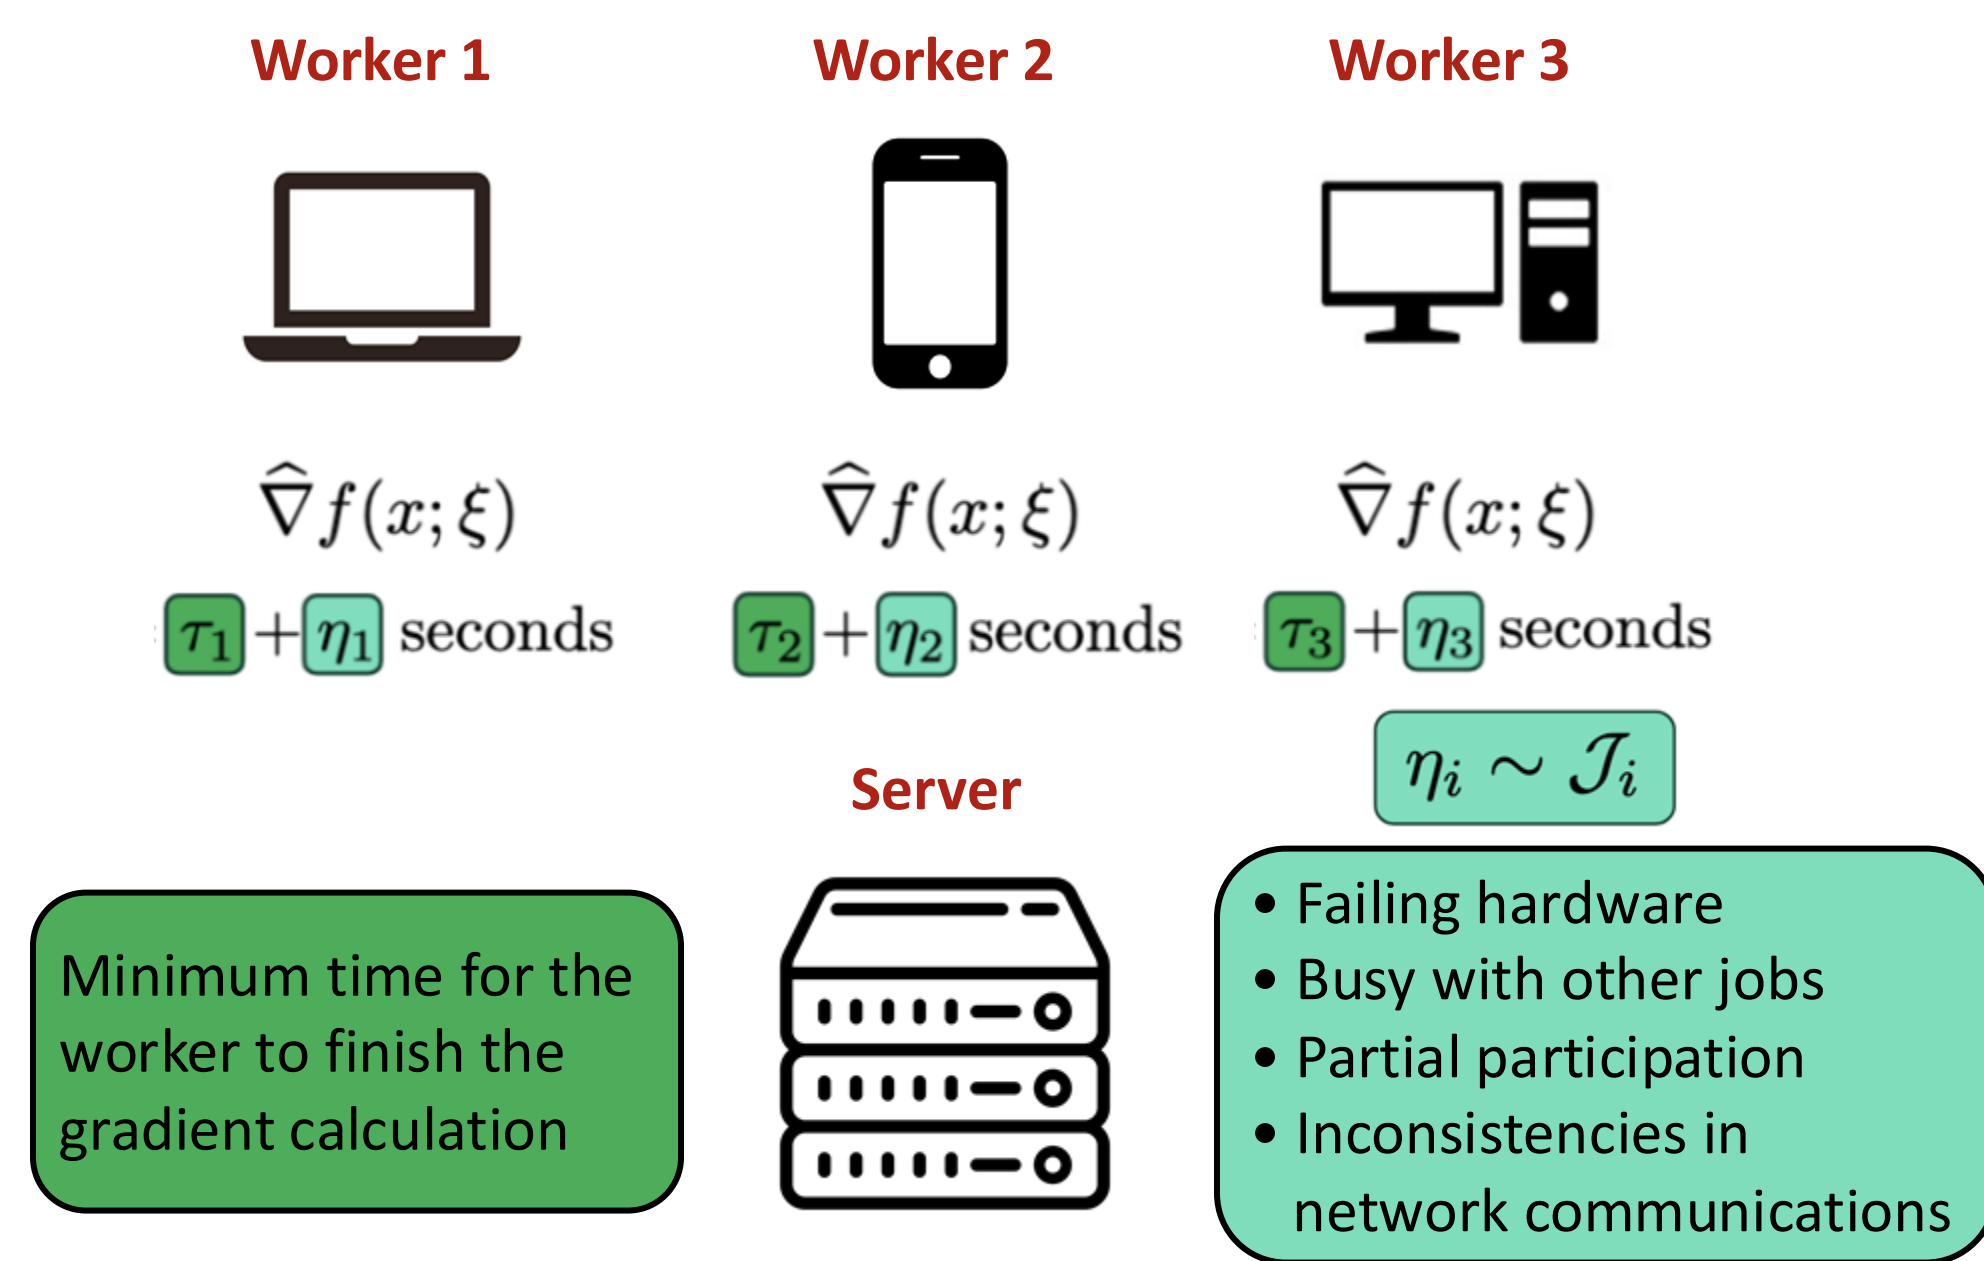 Worker 1
Worker 2
Worker 3
∇̂f(x; ξ)
∇̂f(x; ξ)
∇̂f(x; ξ)
τ₁ + η₁ seconds
τ₂ + η₂ seconds
τ₃ + η₃ seconds
ηᵢ ∼ 𝒥ᵢ
Server
Minimum time for the
worker to finish the
gradient calculation
• Failing hardware
• Busy with other jobs
• Partial participation
• Inconsistencies in
network communications